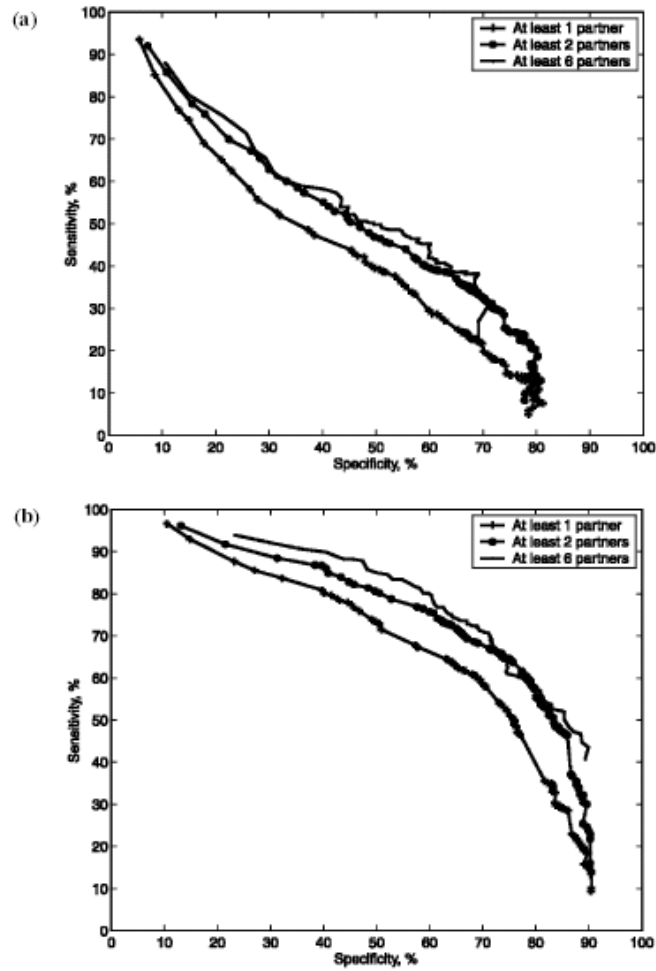 (a)
100
90
80
70
60
50
40
30
20
10
0
Sensitivity, %
At least 1 partner
At least 2 partners
At least 6 partners
0 10 20 30 40 50 60 70 80 90 100
Specificity, %
(b)
100
90
80
70
60
50
40
30
20
10
0
Sensitivity, %
At least 1 partner
At least 2 partners
At least 6 partners
0 10 20 30 40 50 60 70 80 90 100
Specificity, %